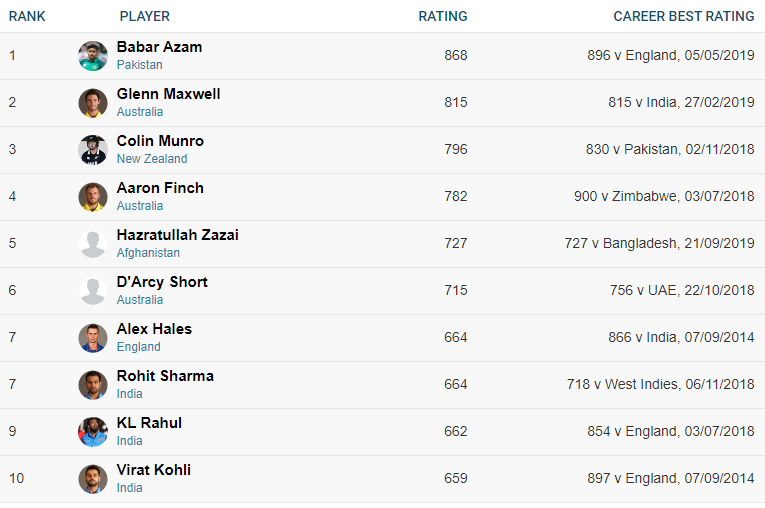 RANK PLAYER RATING CAREER BEST RATING
1 Babar Azam 868 896 v England, 05/05/2019
Pakistan
2 Glenn Maxwell 815 815 v India, 27/02/2019
Australia
3 Colin Munro 796 830 v Pakistan, 02/11/2018
New Zealand
4 Aaron Finch 782 900 v Zimbabwe, 03/07/2018
Australia
5 Hazratullah Zazai 727 727 v Bangladesh, 21/09/2019
Afghanistan
6 D'Arcy Short 715 756 v UAE, 22/10/2018
Australia
7 Alex Hales 664 866 v India, 07/09/2014
England
7 Rohit Sharma 664 718 v West Indies, 06/11/2018
India
9 KL Rahul 662 854 v England, 03/07/2018
India
10 Virat Kohli 659 897 v England, 07/09/2014
India